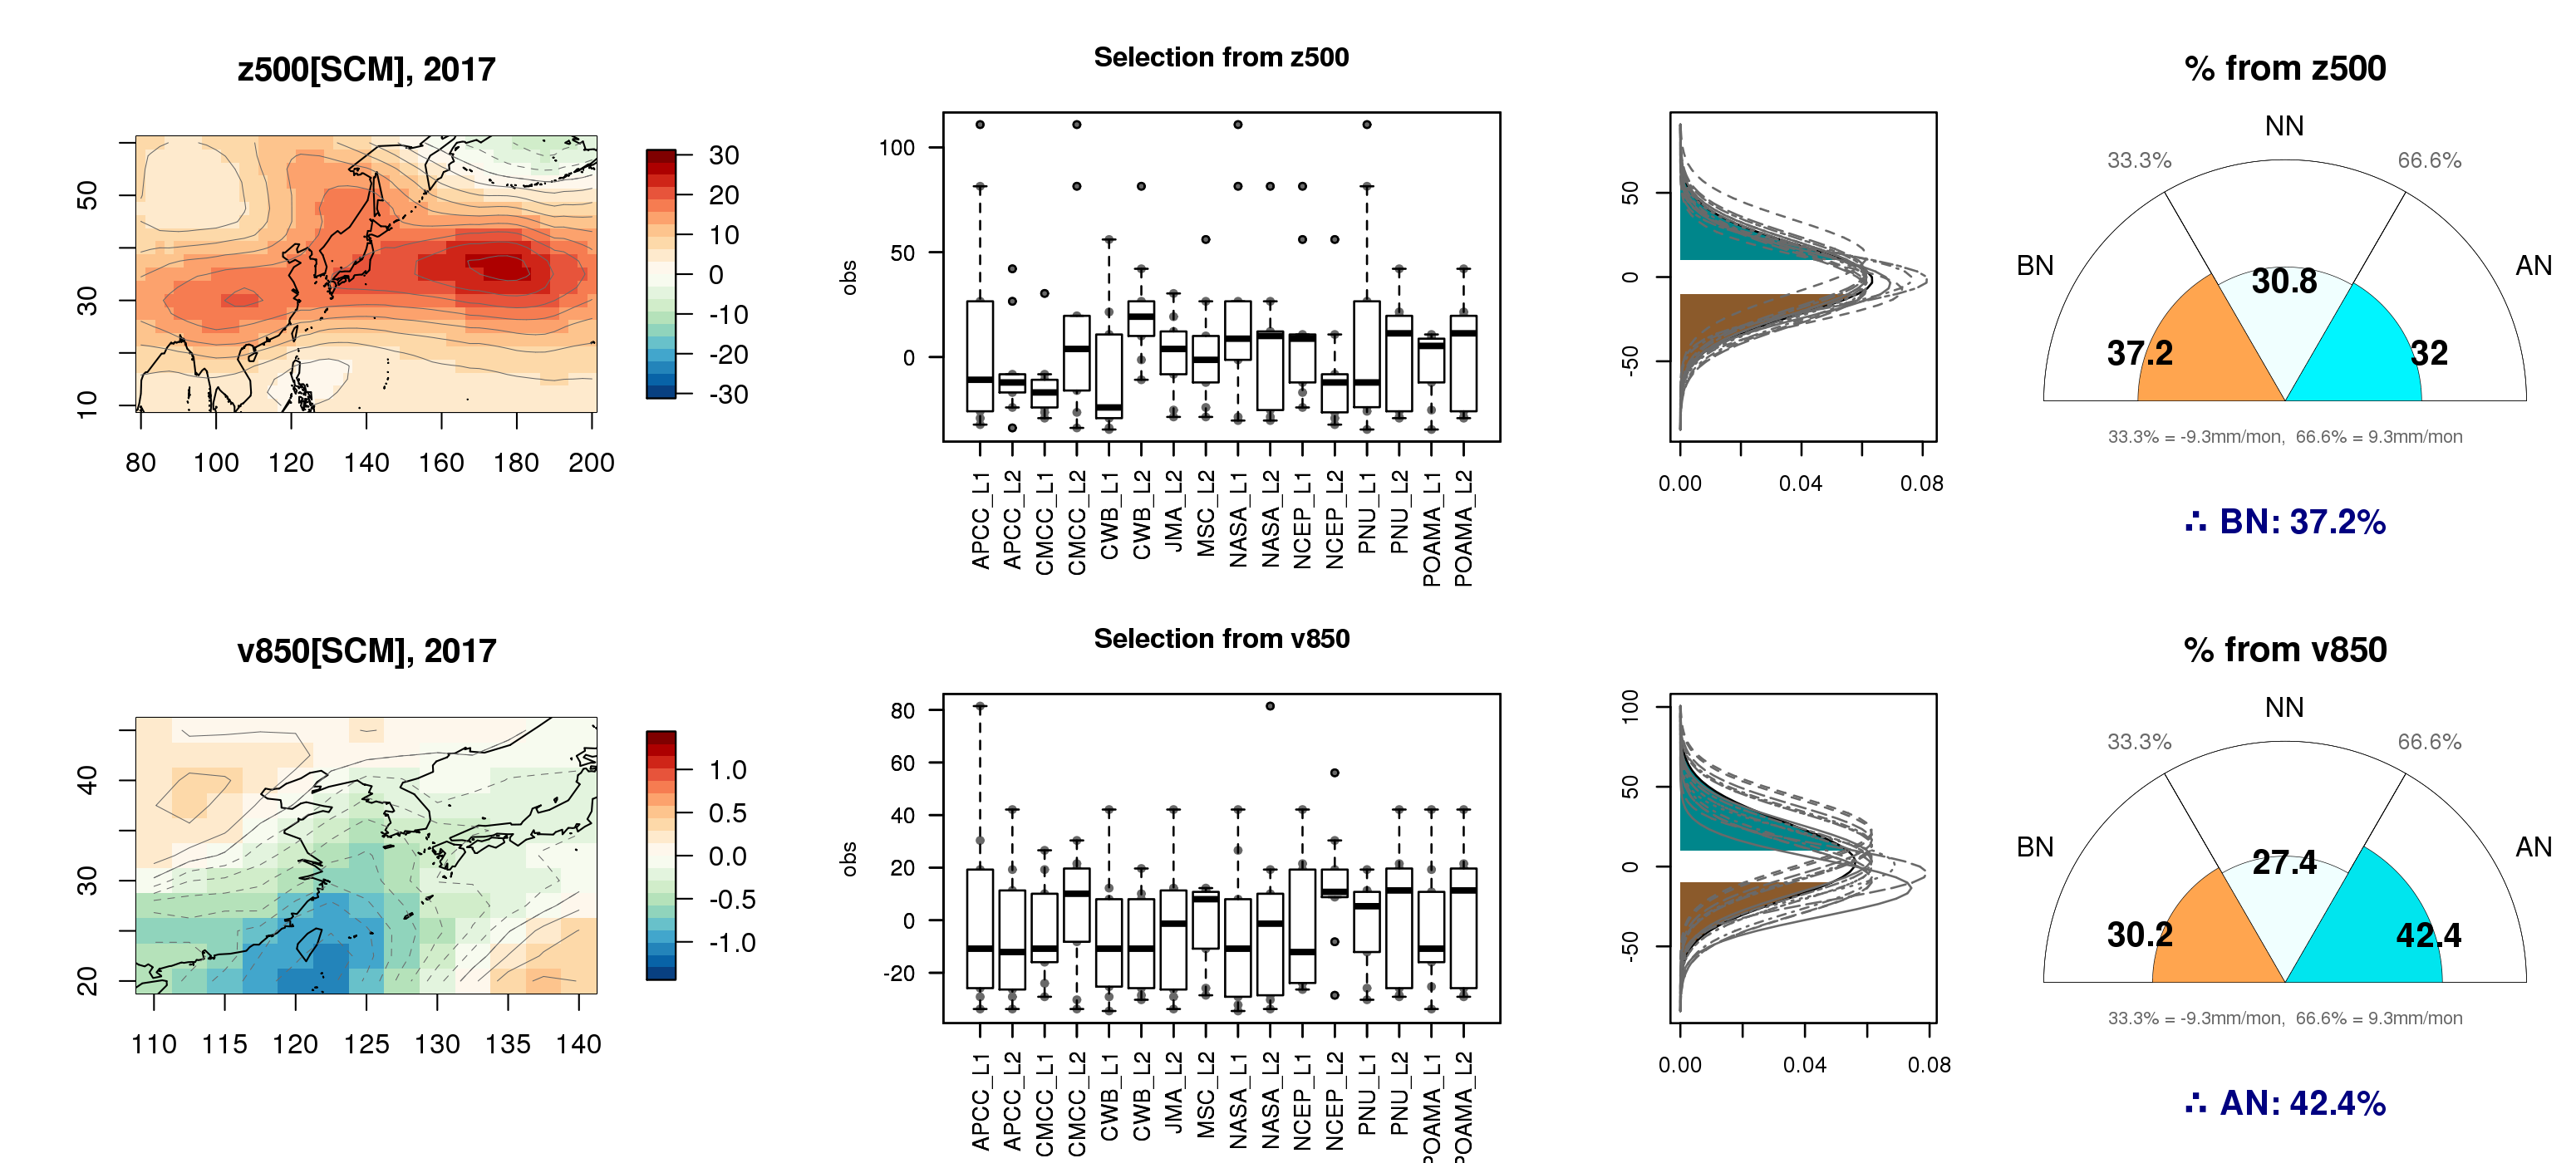 z500[SCM], 2017
10 30 50
80 100 120 140 160 180 200
30
20
10
0
-10
-20
-30
Selection from z500
obs
100
50
0
APCC_L1
APCC_L2
CMCC_L1
CMCC_L2
CWB_L1
CWB_L2
JMA_L2
MSC_L2
NASA_L1
NASA_L2
NCEP_L1
NCEP_L2
PNU_L1
PNU_L2
POAMA_L1
POAMA_L2
-50 0 50
0.00 0.04 0.08
% from z500
NN
33.3% 66.6%
BN AN
30.8
37.2 32
33.3% = -9.3mm/mon, 66.6% = 9.3mm/mon
∴ BN: 37.2%
v850[SCM], 2017
20 30 40
110 115 120 125 130 135 140
1.0
0.5
0.0
-0.5
-1.0
Selection from v850
obs
80
60
40
20
0
-20
APCC_L1
APCC_L2
CMCC_L1
CMCC_L2
CWB_L1
CWB_L2
JMA_L2
MSC_L2
NASA_L1
NASA_L2
NCEP_L1
NCEP_L2
PNU_L1
PNU_L2
POAMA_L1
POAMA_L2
-50 0 50 100
0.00 0.04 0.08
% from v850
NN
33.3% 66.6%
BN AN
27.4
30.2 42.4
33.3% = -9.3mm/mon, 66.6% = 9.3mm/mon
∴ AN: 42.4%